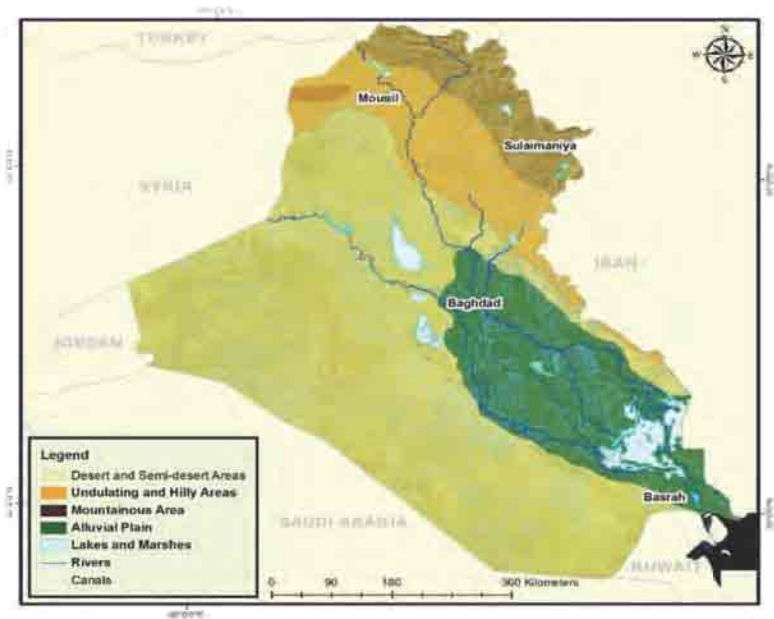 TURKEY
N
W
E
S
Mousil
Sulaimaniya
SYRIA
IRAN
Baghdad
JORDAN
Legend
Desert and Semi-desert Areas
Undulating and Hilly Areas
Mountainous Area
Alluvial Plain
Lakes and Marshes
Rivers
Canals
Basrah
SAUDI ARABIA
KUWAIT
0 90 180 360 Kilometers